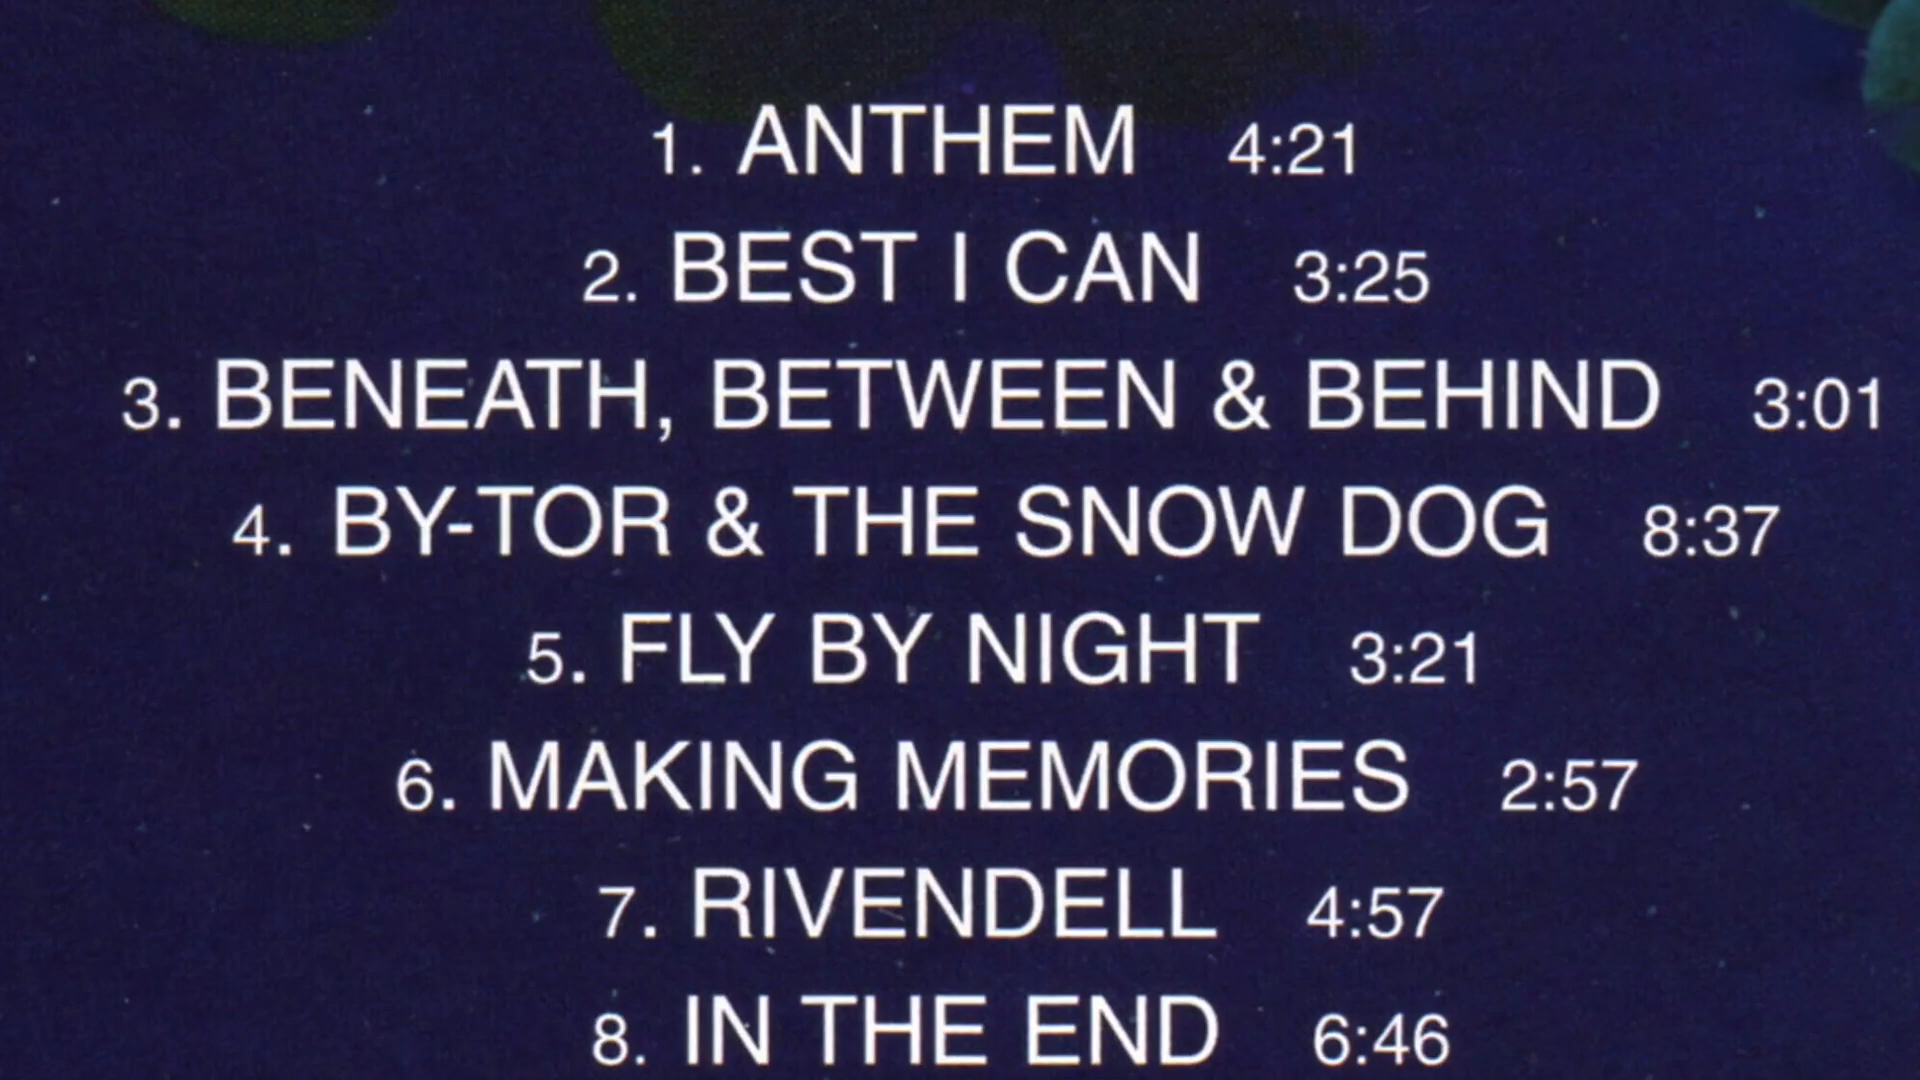 1. ANTHEM 4:21
2. BEST I CAN 3:25
3. BENEATH, BETWEEN & BEHIND 3:01
4. BY-TOR & THE SNOW DOG 8:37
5. FLY BY NIGHT 3:21
6. MAKING MEMORIES 2:57
7. RIVENDELL 4:57
8. IN THE END 6:46